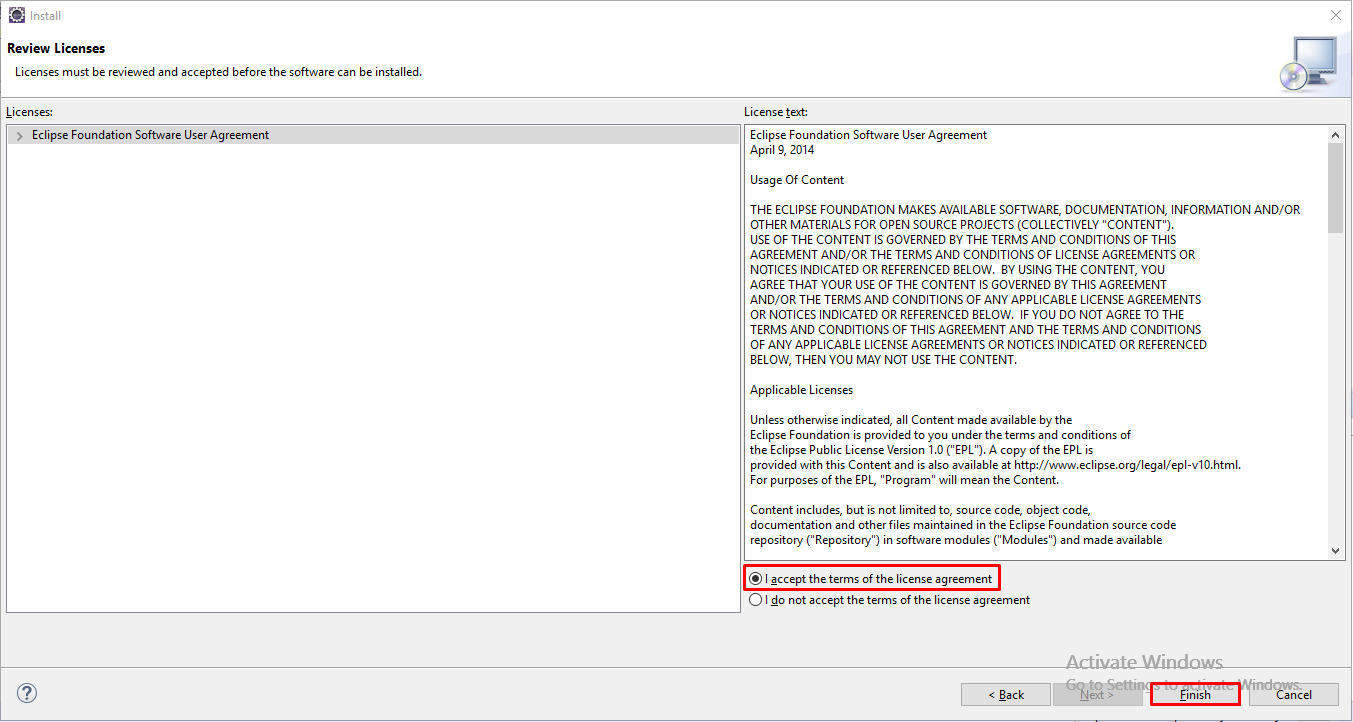 Install
Review Licenses
Licenses must be reviewed and accepted before the software can be installed.
Licenses:
Eclipse Foundation Software User Agreement
License text:
Eclipse Foundation Software User Agreement
April 9, 2014
Usage Of Content
THE ECLIPSE FOUNDATION MAKES AVAILABLE SOFTWARE, DOCUMENTATION, INFORMATION AND/OR
OTHER MATERIALS FOR OPEN SOURCE PROJECTS (COLLECTIVELY "CONTENT").
USE OF THE CONTENT IS GOVERNED BY THE TERMS AND CONDITIONS OF THIS
AGREEMENT AND/OR THE TERMS AND CONDITIONS OF LICENSE AGREEMENTS OR
NOTICES INDICATED OR REFERENCED BELOW.  BY USING THE CONTENT, YOU
AGREE THAT YOUR USE OF THE CONTENT IS GOVERNED BY THIS AGREEMENT
AND/OR THE TERMS AND CONDITIONS OF ANY APPLICABLE LICENSE AGREEMENTS
OR NOTICES INDICATED OR REFERENCED BELOW.  IF YOU DO NOT AGREE TO THE
TERMS AND CONDITIONS OF THIS AGREEMENT AND THE TERMS AND CONDITIONS
OF ANY APPLICABLE LICENSE AGREEMENTS OR NOTICES INDICATED OR REFERENCED
BELOW, THEN YOU MAY NOT USE THE CONTENT.
Applicable Licenses
Unless otherwise indicated, all Content made available by the
Eclipse Foundation is provided to you under the terms and conditions of
the Eclipse Public License Version 1.0 ("EPL"). A copy of the EPL is
provided with this Content and is also available at http://www.eclipse.org/legal/epl-v10.html.
For purposes of the EPL, "Program" will mean the Content.
Content includes, but is not limited to, source code, object code,
documentation and other files maintained in the Eclipse Foundation source code
repository ("Repository") in software modules ("Modules") and made available
I accept the terms of the license agreement
I do not accept the terms of the license agreement
Activate Windows
Go to Settings to activate Windows.
?
< Back
Next >
Finish
Cancel